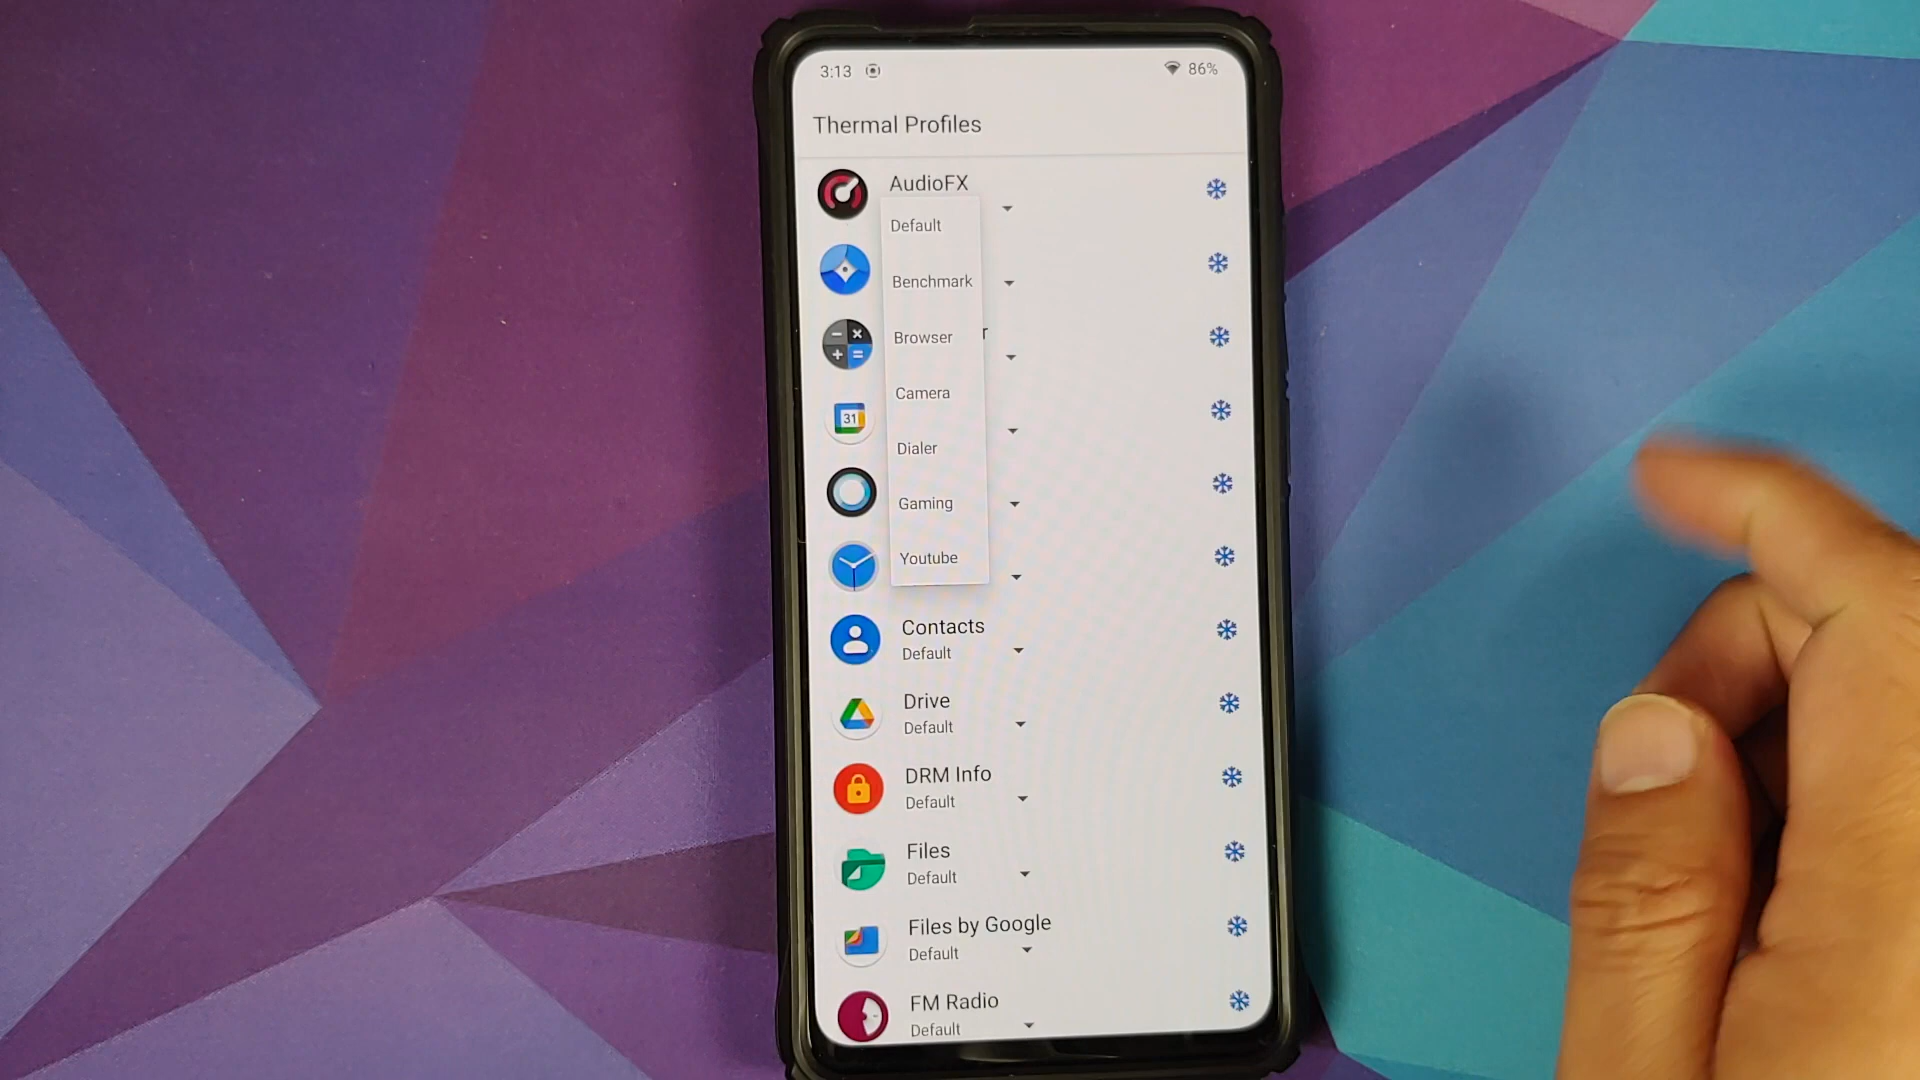 3:13 86%
Thermal Profiles
AudioFX
Default
Benchmark
Browser
r
Camera
31
Dialer
Gaming
Youtube
Contacts
Default
Drive
Default
DRM Info
Default
Files
Default
Files by Google
Default
FM Radio
Default